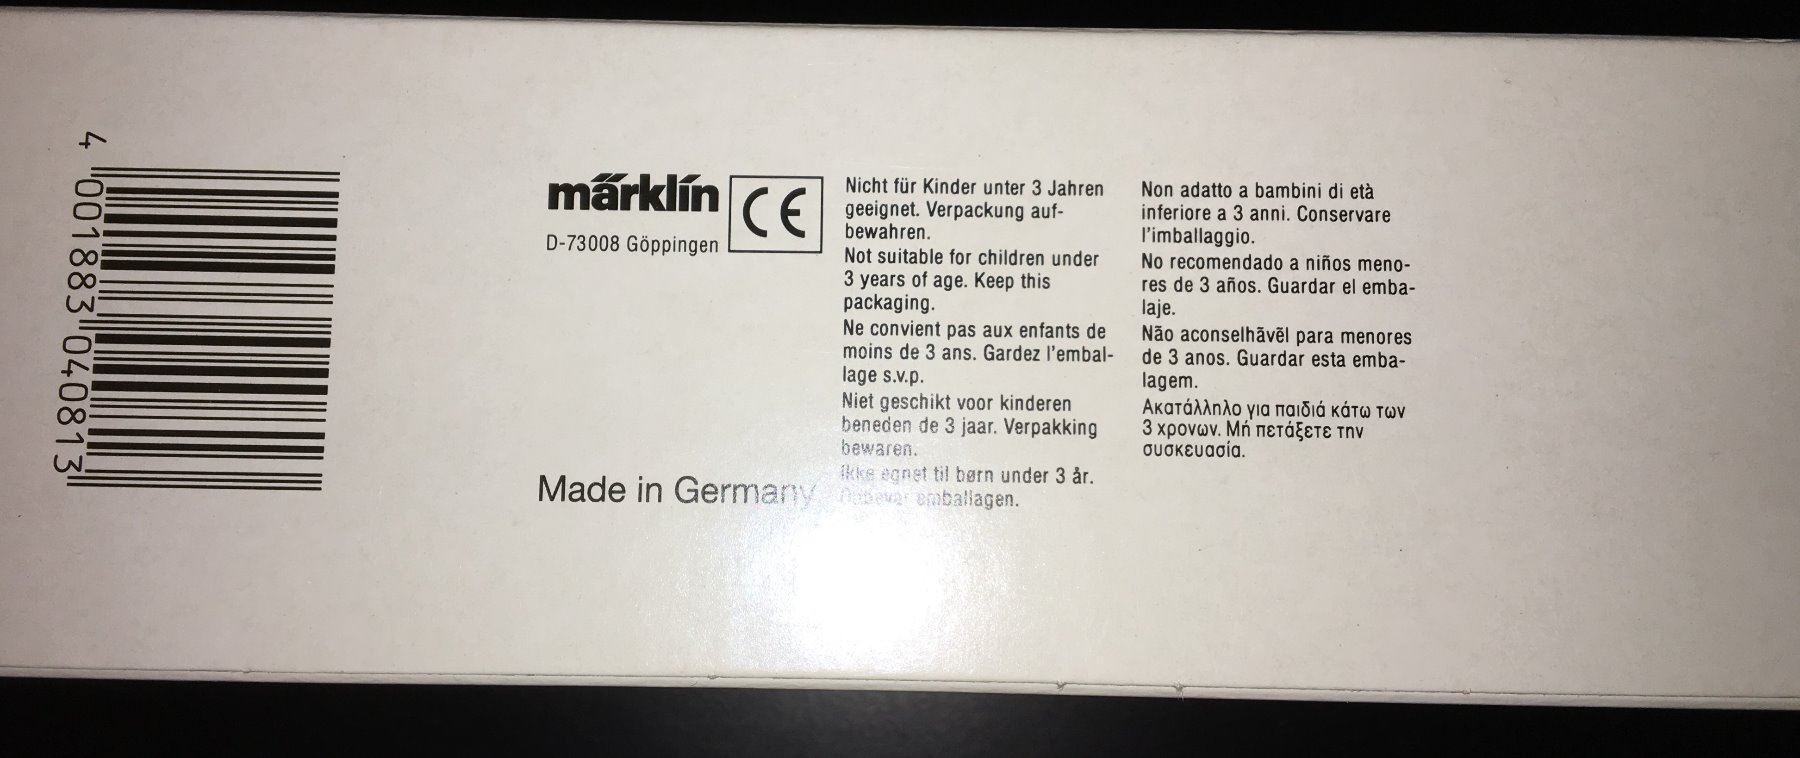 4 001883 040813
märklín
D-73008 Göppingen
CE
Made in Germany
Nicht für Kinder unter 3 Jahren
geeignet. Verpackung auf-
bewahren.
Not suitable for children under
3 years of age. Keep this
packaging.
Ne convient pas aux enfants de
moins de 3 ans. Gardez l'embal-
lage s.v.p.
Niet geschikt voor kinderen
beneden de 3 jaar. Verpakking
bewaren.
Ikke egnet til børn under 3 år.
Opbevar emballagen.
Non adatto a bambini di età
inferiore a 3 anni. Conservare
l'imballaggio.
No recomendado a niños meno-
res de 3 años. Guardar el emba-
laje.
Não aconselhãvẽl para menores
de 3 anos. Guardar esta emba-
lagem.
Ακατάλληλο για παιδιά κάτω των
3 χρονων. Μή πετάξετε την
συσκευασία.